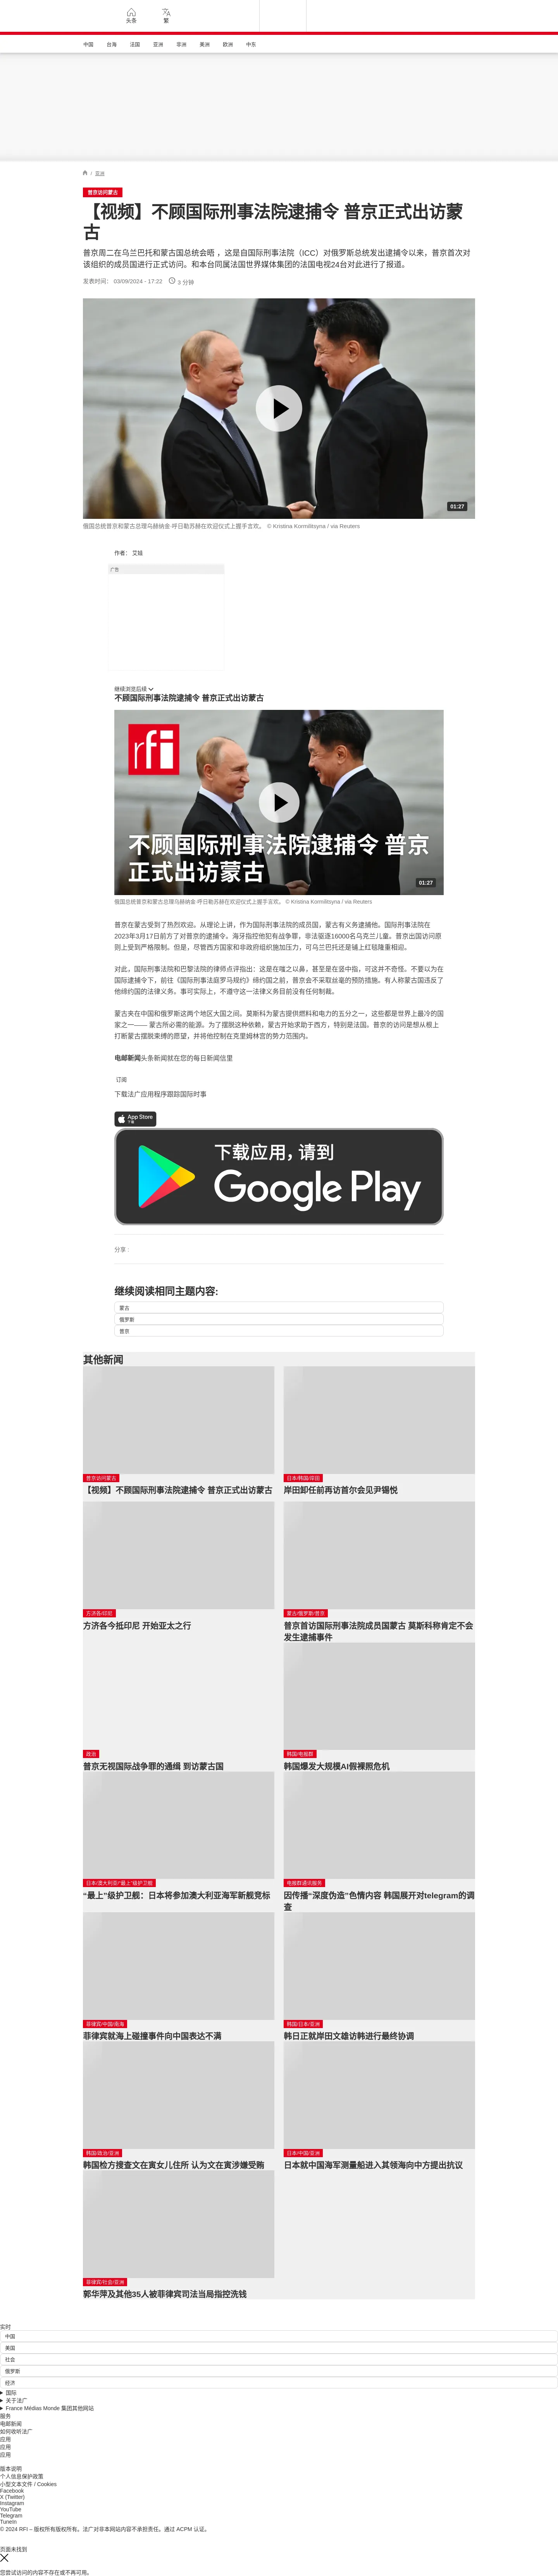 头条
繁
中国
台海
法国
亚洲
非洲
美洲
欧洲
中东
/ 亚洲
普京访问蒙古
【视频】不顾国际刑事法院逮捕令 普京正式出访蒙
古
普京周二在乌兰巴托和蒙古国总统会晤 ，这是自国际刑事法院（ICC）对俄罗斯总统发出逮捕令以来，普京首次对
该组织的成员国进行正式访问。和本台同属法国世界媒体集团的法国电视24台对此进行了报道。
发表时间： 03/09/2024 - 17:22
3 分钟
01:27
俄国总统普京和蒙古总理乌赫纳金·呼日勒苏赫在欢迎仪式上握手言欢。 © Kristina Kormilitsyna / via Reuters
作者： 艾娃
广告
继续浏览后续
不顾国际刑事法院逮捕令 普京正式出访蒙古
rfi
不顾国际刑事法院逮捕令 普京
正式出访蒙古
01:27
俄国总统普京和蒙古总理乌赫纳金·呼日勒苏赫在欢迎仪式上握手言欢。 © Kristina Kormilitsyna / via Reuters
普京在蒙古受到了热烈欢迎。从理论上讲，作为国际刑事法院的成员国，蒙古有义务逮捕他。国际刑事法院在
2023年3月17日前方了对普京的逮捕令。海牙指控他犯有战争罪，非法驱逐16000名乌克兰儿童。普京出国访问原
则上受到严格限制。但是，尽管西方国家和非政府组织施加压力，可乌兰巴托还是铺上红毯隆重相迎。
对此，国际刑事法院和巴黎法院的律师点评指出：这是在嗤之以鼻，甚至是在竖中指，可这并不奇怪。不要以为在
国际逮捕令下，前往《国际刑事法庭罗马规约》缔约国之前，普京会不采取丝毫的预防措施。有人称蒙古国违反了
他缔约国的法律义务。事可实际上，不遵守这一法律义务目前没有任何制裁。
蒙古夹在中国和俄罗斯这两个地区大国之间。莫斯科为蒙古提供燃料和电力的五分之一，这些都是世界上最冷的国
家之一—— 蒙古所必需的能源。为了摆脱这种依赖，蒙古开始求助于西方，特别是法国。普京的访问是想从根上
打断蒙古摆脱束缚的愿望，并将他控制在克里姆林宫的势力范围内。
电邮新闻头条新闻就在您的每日新闻信里
订阅
下载法广应用程序跟踪国际时事
App Store
下载
下载应用，请到
Google Play
分享 :
继续阅读相同主题内容:
蒙古
俄罗斯
普京
其他新闻
普京访问蒙古
【视频】不顾国际刑事法院逮捕令 普京正式出访蒙古
日本/韩国/岸田
岸田卸任前再访首尔会见尹锡悦
方济各/印尼
方济各今抵印尼 开始亚太之行
蒙古/俄罗斯/普京
普京首访国际刑事法院成员国蒙古 莫斯科称肯定不会
发生逮捕事件
政治
普京无视国际战争罪的通缉 到访蒙古国
韩国/电报群
韩国爆发大规模AI假裸照危机
日本/澳大利亚/“最上”级护卫舰
“最上”级护卫舰：日本将参加澳大利亚海军新舰竞标
电报群通讯服务
因传播“深度伪造”色情内容 韩国展开对telegram的调
查
菲律宾/中国/南海
菲律宾就海上碰撞事件向中国表达不满
韩国/日本/亚洲
韩日正就岸田文雄访韩进行最终协调
韩国/政治/亚洲
韩国检方搜查文在寅女儿住所 认为文在寅涉嫌受贿
日本/中国/亚洲
日本就中国海军测量船进入其领海向中方提出抗议
菲律宾/社会/亚洲
郭华萍及其他35人被菲律宾司法当局指控洗钱
实时
中国
美国
社会
俄罗斯
经济
国际
关于法广
France Médias Monde 集团其他网站
服务
电邮新闻
如何收听法广
应用
应用
应用
版本说明
个人信息保护政策
小型文本文件 / Cookies
Facebook
X (Twitter)
Instagram
YouTube
Telegram
TuneIn
© 2024 RFI – 版权所有版权所有。法广对非本网站内容不承担责任。通过 ACPM 认证。
页面未找到
您尝试访问的内容不存在或不再可用。